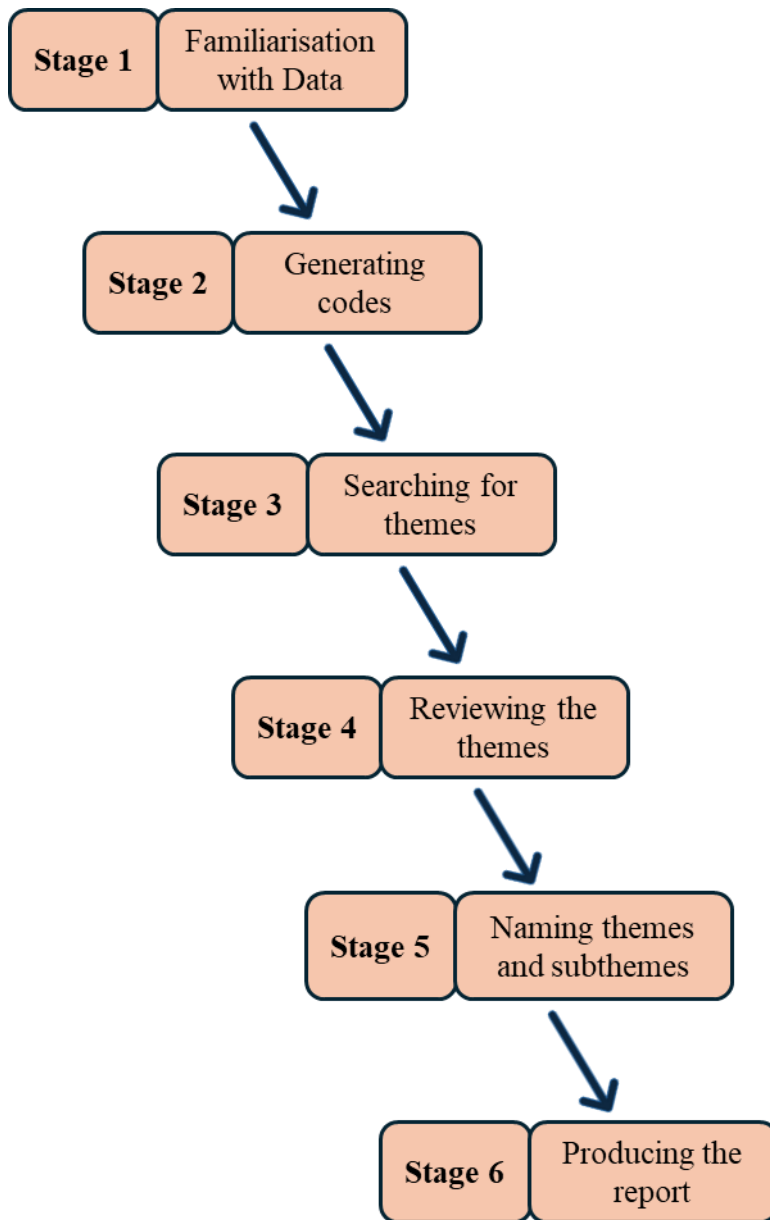 Stage 1
Familiarisation
with Data
Stage 2
Generating
codes
Stage 3
Searching for
themes
Stage 4
Reviewing the
themes
Stage 5
Naming themes
and subthemes
Stage 6
Producing the
report